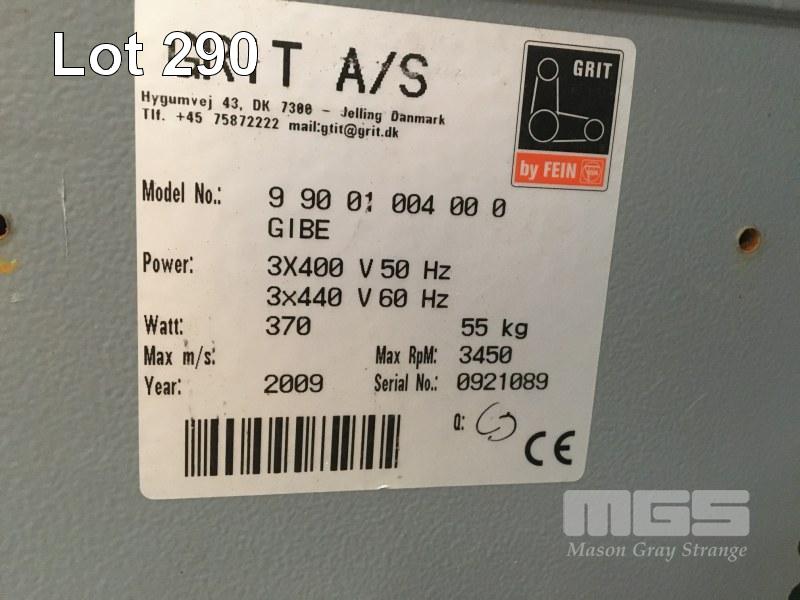 Lot 290
GRIT A/S
Hygumvej 43, DK 7300 - Jelling Danmark
Tlf. +45 75872222 mail:gtit@grit.dk
GRIT
by FEIN
Model No.: 9 90 01 004 00 0
GIBE
Power: 3X400 V 50 Hz
3x440 V 60 Hz
Watt: 370 55 kg
Max m/s: Max RpM: 3450
Year: 2009 Serial No.: 0921089
Q:
CE
MGS
Mason Gray Strange